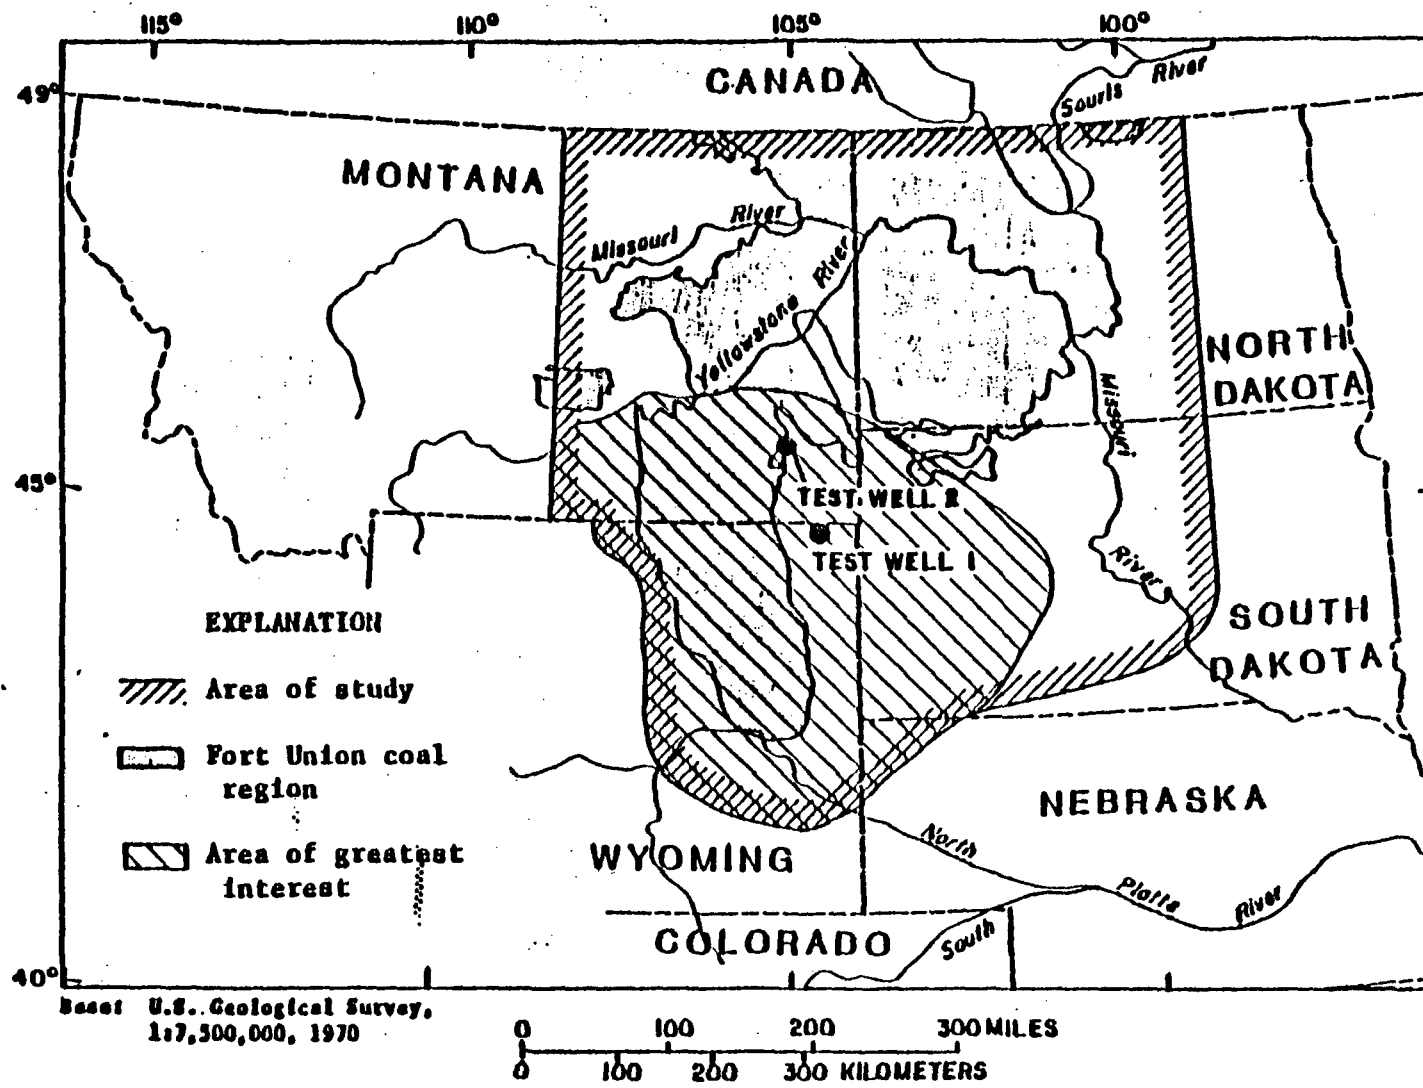 115° 110° 105° 100°
CANADA
Souris River
49°
MONTANA
Missouri River
Yellowstone River
NORTH
DAKOTA
Missouri
45°
TEST WELL 2
TEST WELL 1
River
EXPLANATION
SOUTH
DAKOTA
Area of study
Fort Union coal
region
NEBRASKA
Area of greatest
interest
WYOMING
North
Platte River
COLORADO
South
40°
Base: U.S. Geological Survey,
1:7,500,000, 1970
0 100 200 300 MILES
0 100 200 300 KILOMETERS